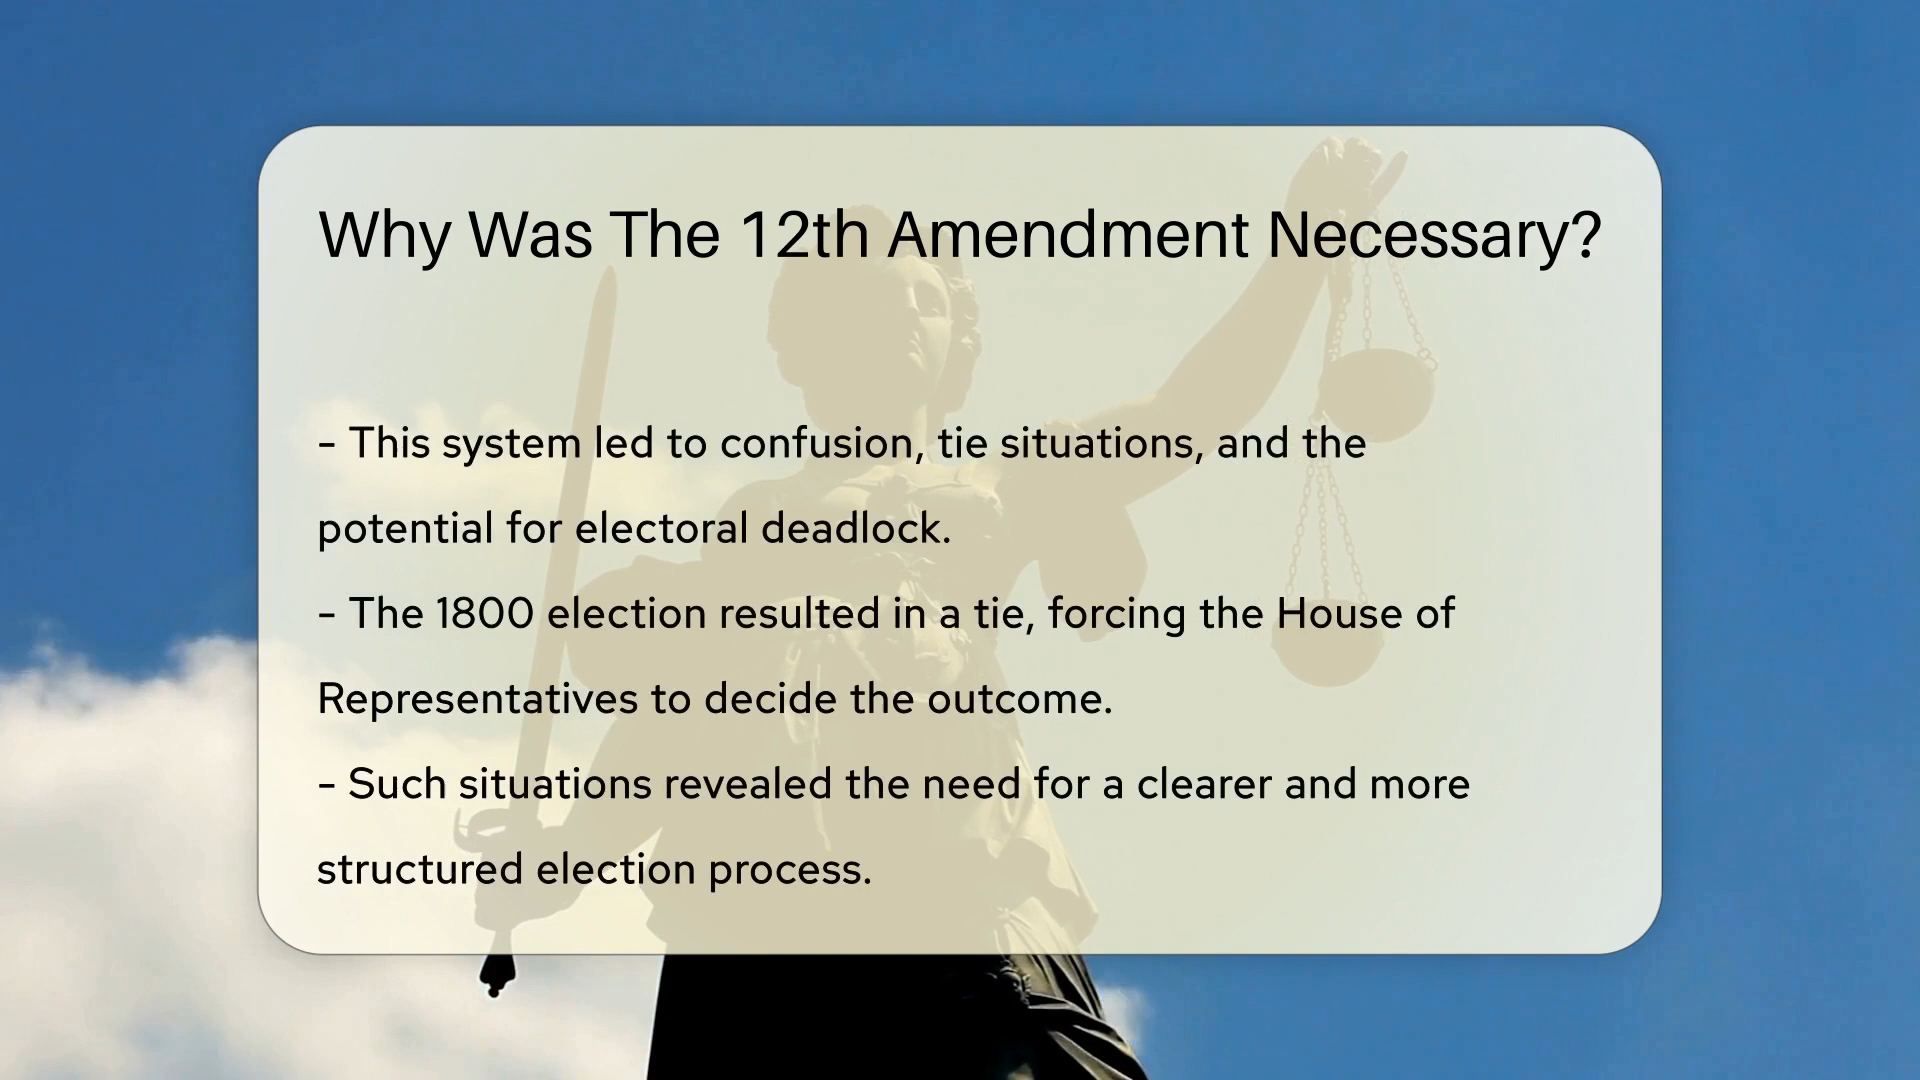 Why Was The 12th Amendment Necessary?
- This system led to confusion, tie situations, and the
potential for electoral deadlock.
- The 1800 election resulted in a tie, forcing the House of
Representatives to decide the outcome.
- Such situations revealed the need for a clearer and more
structured election process.